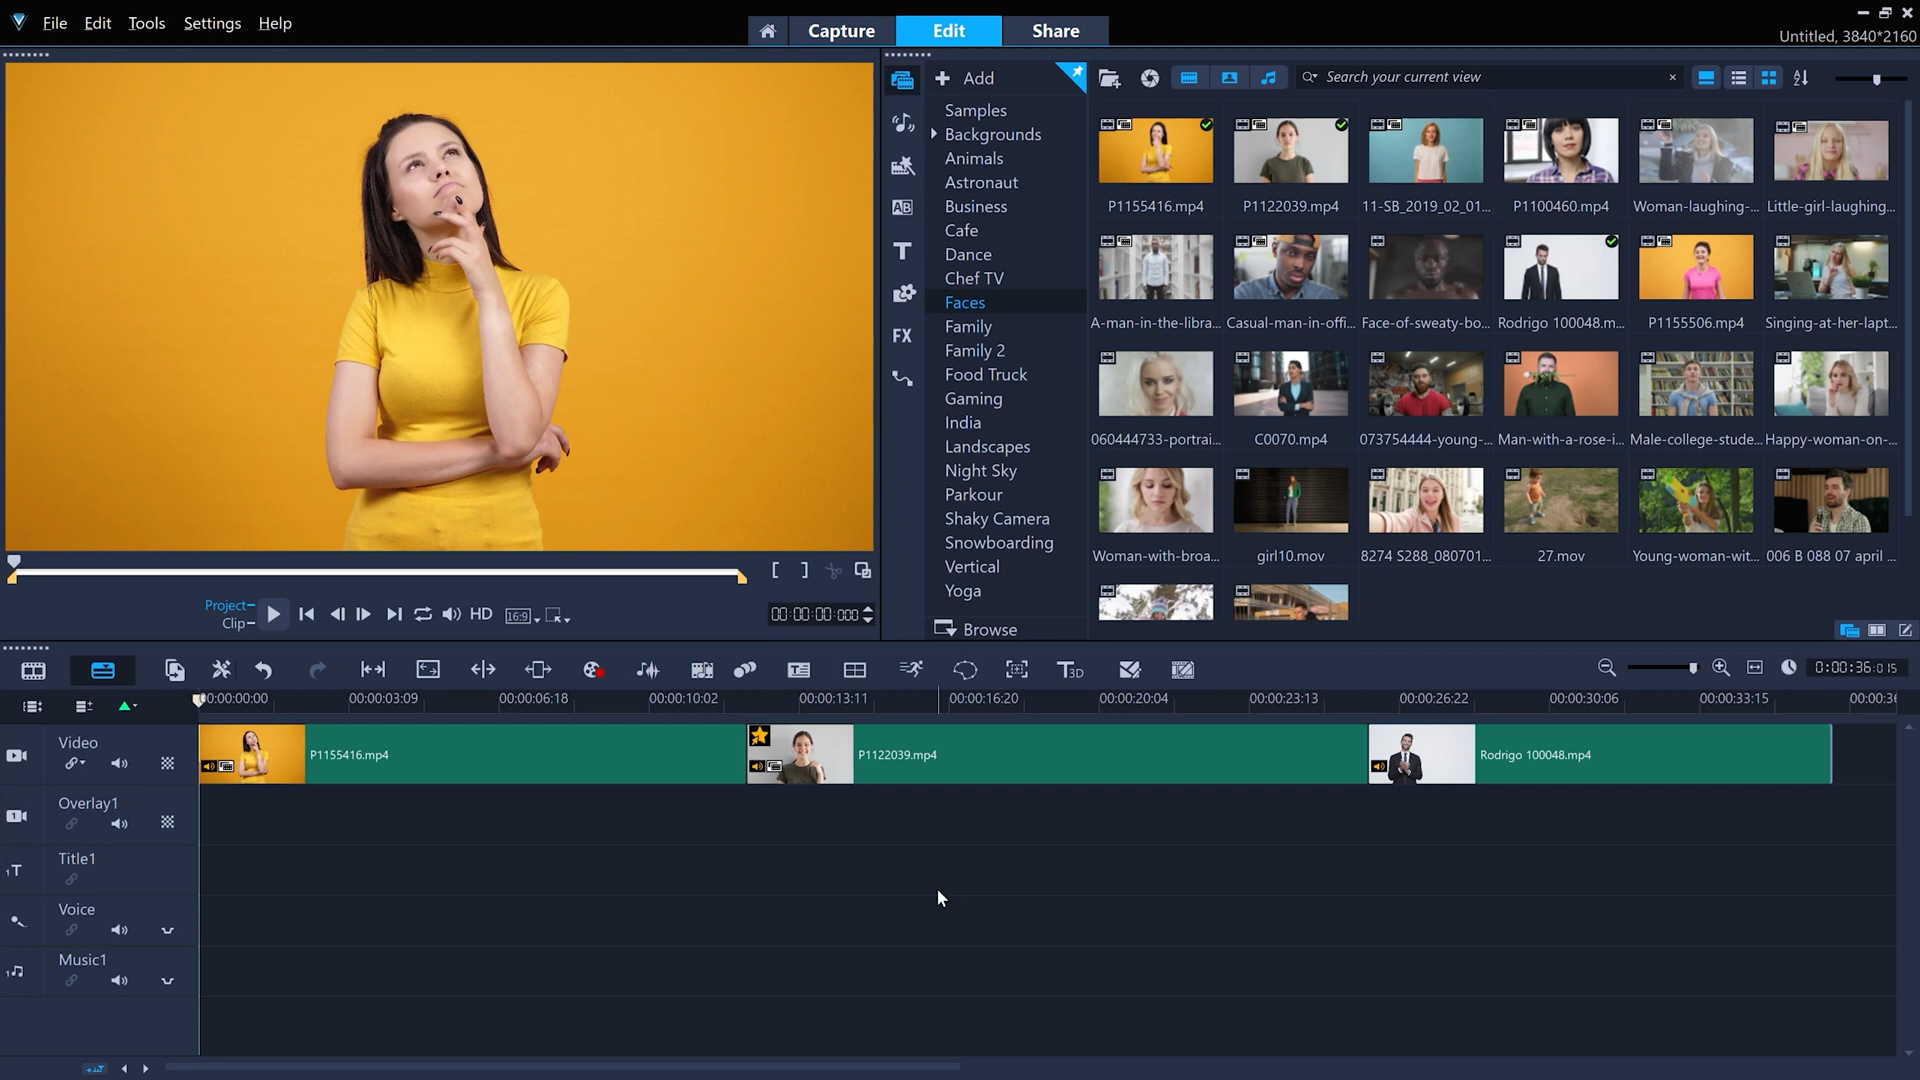 File Edit Tools Settings Help
Capture Edit Share
Untitled, 3840*2160
Add
Search your current view
Samples
Backgrounds
Animals
Astronaut
Business
Cafe
Dance
Chef TV
Faces
Family
Family 2
Food Truck
Gaming
India
Landscapes
Night Sky
Parkour
Shaky Camera
Snowboarding
Vertical
Yoga
Browse
AB
T
FX
P1155416.mp4 P1122039.mp4 11-SB_2019_02_01... P1100460.mp4 Woman-laughing-... Little-girl-laughing...
A-man-in-the-libra... Casual-man-in-offi... Face-of-sweaty-bo... Rodrigo 100048.m... P1155506.mp4 Singing-at-her-lapt...
060444733-portrai... C0070.mp4 073754444-young-... Man-with-a-rose-i... Male-college-stude... Happy-woman-on-...
Woman-with-broa... girl10.mov 8274 S288_080701... 27.mov Young-woman-wit... 006 B 088 07 april ...
Project
Clip
HD
16:9
00:00:00:000
T3D
0:00:36:015
00:00:00:00 00:00:03:09 00:00:06:18 00:00:10:02 00:00:13:11 00:00:16:20 00:00:20:04 00:00:23:13 00:00:26:22 00:00:30:06 00:00:33:15 00:00:36
Video
P1155416.mp4 P1122039.mp4 Rodrigo 100048.mp4
Overlay1
1
Title1
1T
Voice
Music1
1